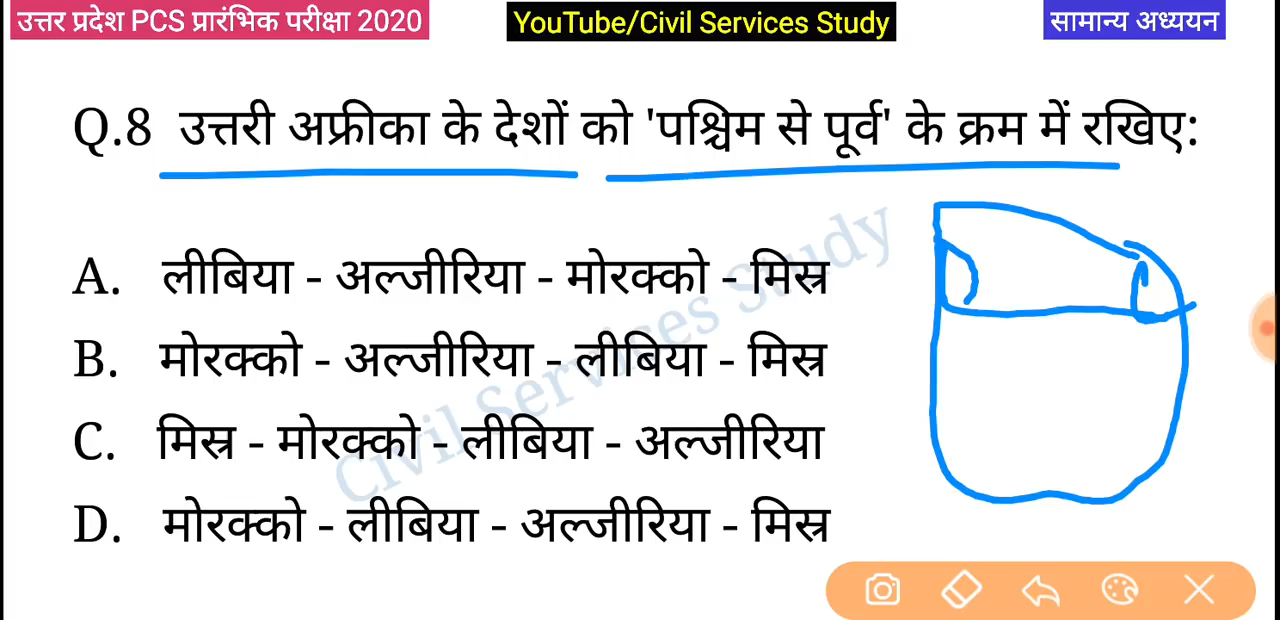 उत्तर प्रदेश PCS प्रारंभिक परीक्षा 2020
YouTube/Civil Services Study
सामान्य अध्ययन
Q.8 उत्तरी अफ्रीका के देशों को 'पश्चिम से पूर्व' के क्रम में रखिए:
A. लीबिया - अल्जीरिया - मोरक्को - मिस्र
B. मोरक्को - अल्जीरिया - लीबिया - मिस्र
C. मिस्र - मोरक्को - लीबिया - अल्जीरिया
D. मोरक्को - लीबिया - अल्जीरिया - मिस्र
Civil Services Study